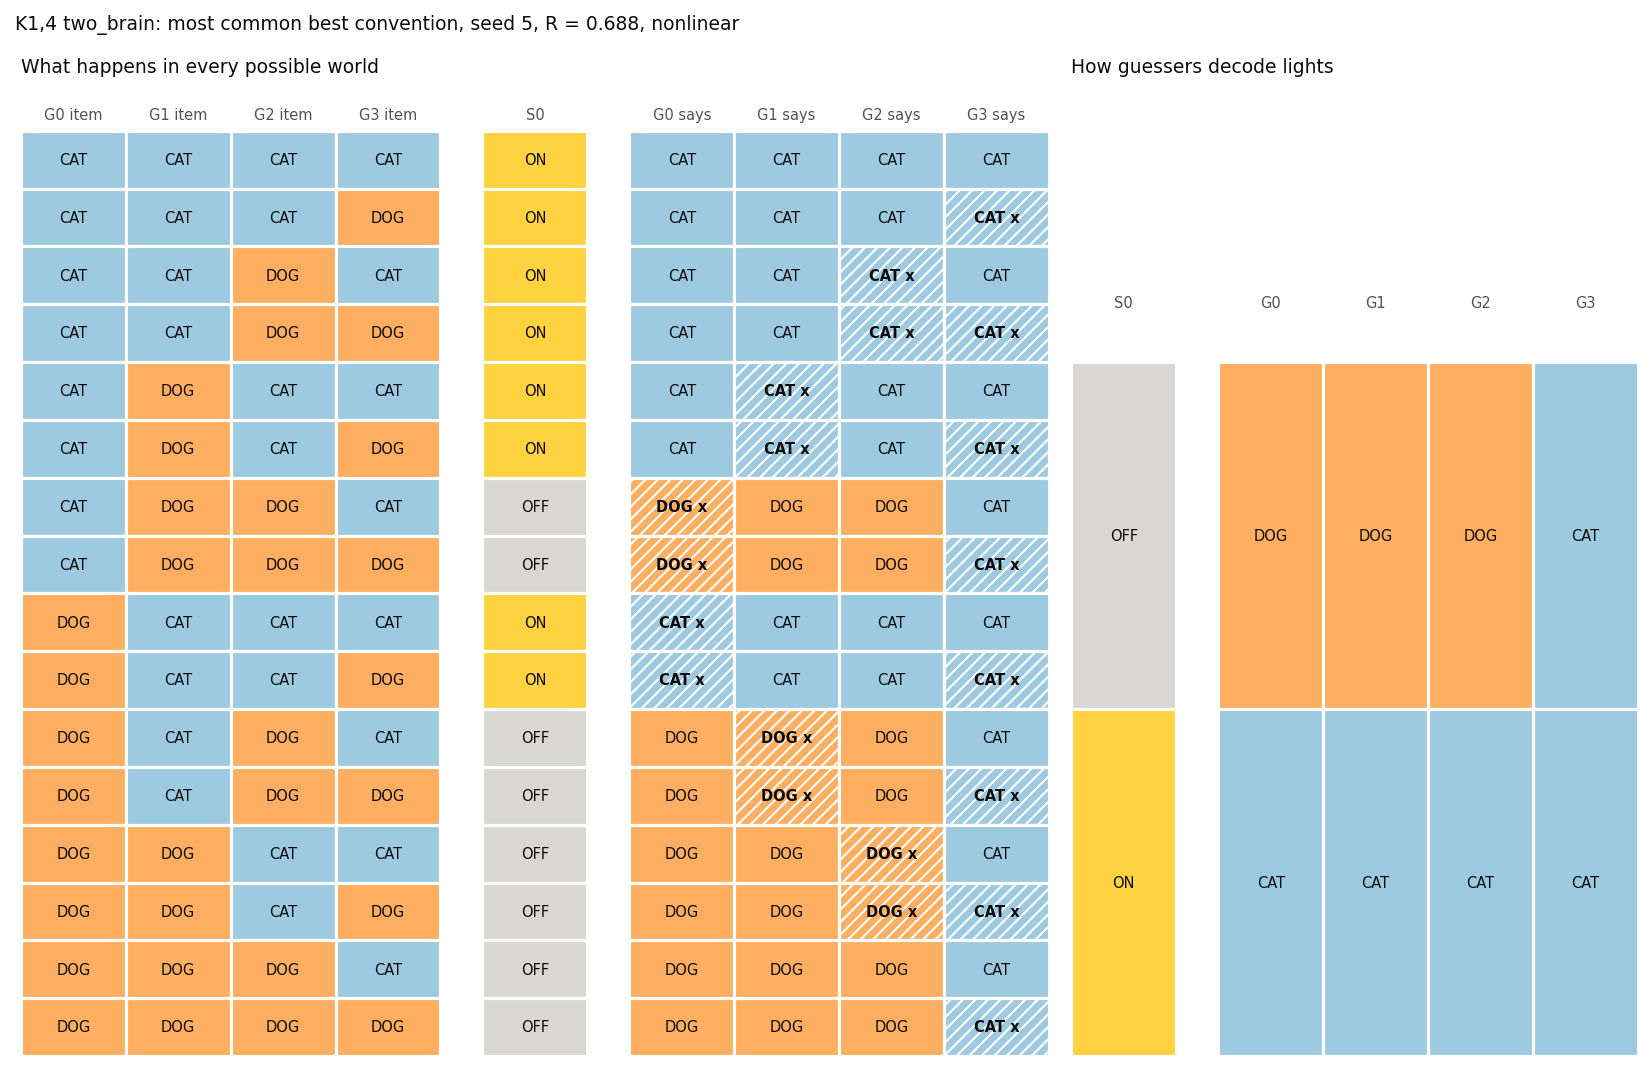 K1,4 two_brain: most common best convention, seed 5, R = 0.688, nonlinear
What happens in every possible world
How guessers decode lights
G0 item G1 item G2 item G3 item S0 G0 says G1 says G2 says G3 says
CAT CAT CAT CAT ON CAT CAT CAT CAT
CAT CAT CAT DOG ON CAT CAT CAT CAT x
CAT CAT DOG CAT ON CAT CAT CAT x CAT
CAT CAT DOG DOG ON CAT CAT CAT x CAT x
CAT DOG CAT CAT ON CAT CAT x CAT CAT
CAT DOG CAT DOG ON CAT CAT x CAT CAT x
CAT DOG DOG CAT OFF DOG x DOG DOG CAT
CAT DOG DOG DOG OFF DOG x DOG DOG CAT x
DOG CAT CAT CAT ON CAT x CAT CAT CAT
DOG CAT CAT DOG ON CAT x CAT CAT CAT x
DOG CAT DOG CAT OFF DOG DOG x DOG CAT
DOG CAT DOG DOG OFF DOG DOG x DOG CAT x
DOG DOG CAT CAT OFF DOG DOG DOG x CAT
DOG DOG CAT DOG OFF DOG DOG DOG x CAT x
DOG DOG DOG CAT OFF DOG DOG DOG CAT
DOG DOG DOG DOG OFF DOG DOG DOG CAT x
S0 G0 G1 G2 G3
OFF DOG DOG DOG CAT
ON CAT CAT CAT CAT